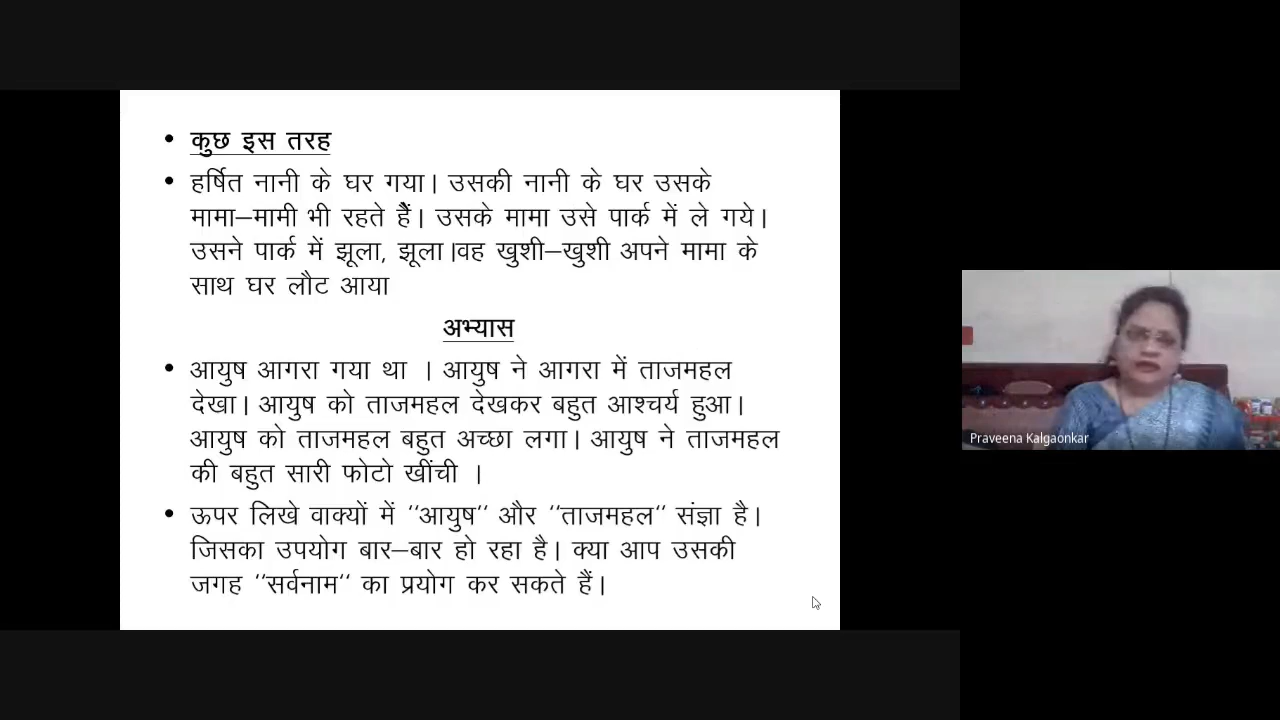 • कुछ इस तरह
• हर्षित नानी के घर गया। उसकी नानी के घर उसके
मामा–मामी भी रहते हैं। उसके मामा उसे पार्क में ले गये।
उसने पार्क में झूला, झूला।वह खुशी–खुशी अपने मामा के
साथ घर लौट आया
अभ्यास
• आयुष आगरा गया था । आयुष ने आगरा में ताजमहल
देखा। आयुष को ताजमहल देखकर बहुत आश्चर्य हुआ।
आयुष को ताजमहल बहुत अच्छा लगा। आयुष ने ताजमहल
की बहुत सारी फोटो खींची ।
• ऊपर लिखे वाक्यों में ‘‘आयुष‘‘ और ‘‘ताजमहल‘‘ संज्ञा है।
जिसका उपयोग बार–बार हो रहा है। क्या आप उसकी
जगह ‘‘सर्वनाम‘‘ का प्रयोग कर सकते हैं।
Praveena Kalgaonkar